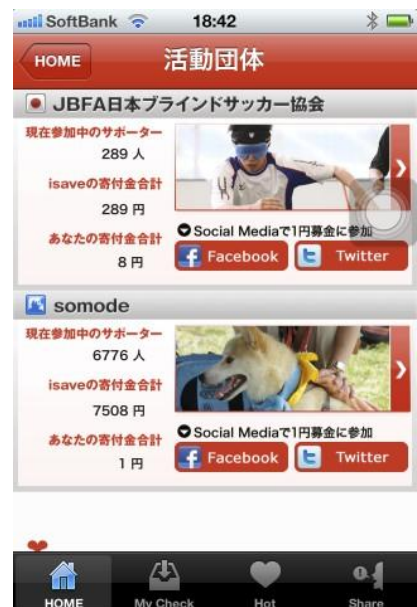 SoftBank 18:42
HOME 活動団体
JBFA日本ブラインドサッカー協会
現在参加中のサポーター
289 人
isaveの寄付金合計
289 円
あなたの寄付金合計
8 円
Social Mediaで1円募金に参加
Facebook Twitter
somode
現在参加中のサポーター
6776 人
isaveの寄付金合計
7508 円
あなたの寄付金合計
1 円
Social Mediaで1円募金に参加
Facebook Twitter
HOME My Check Hot Share